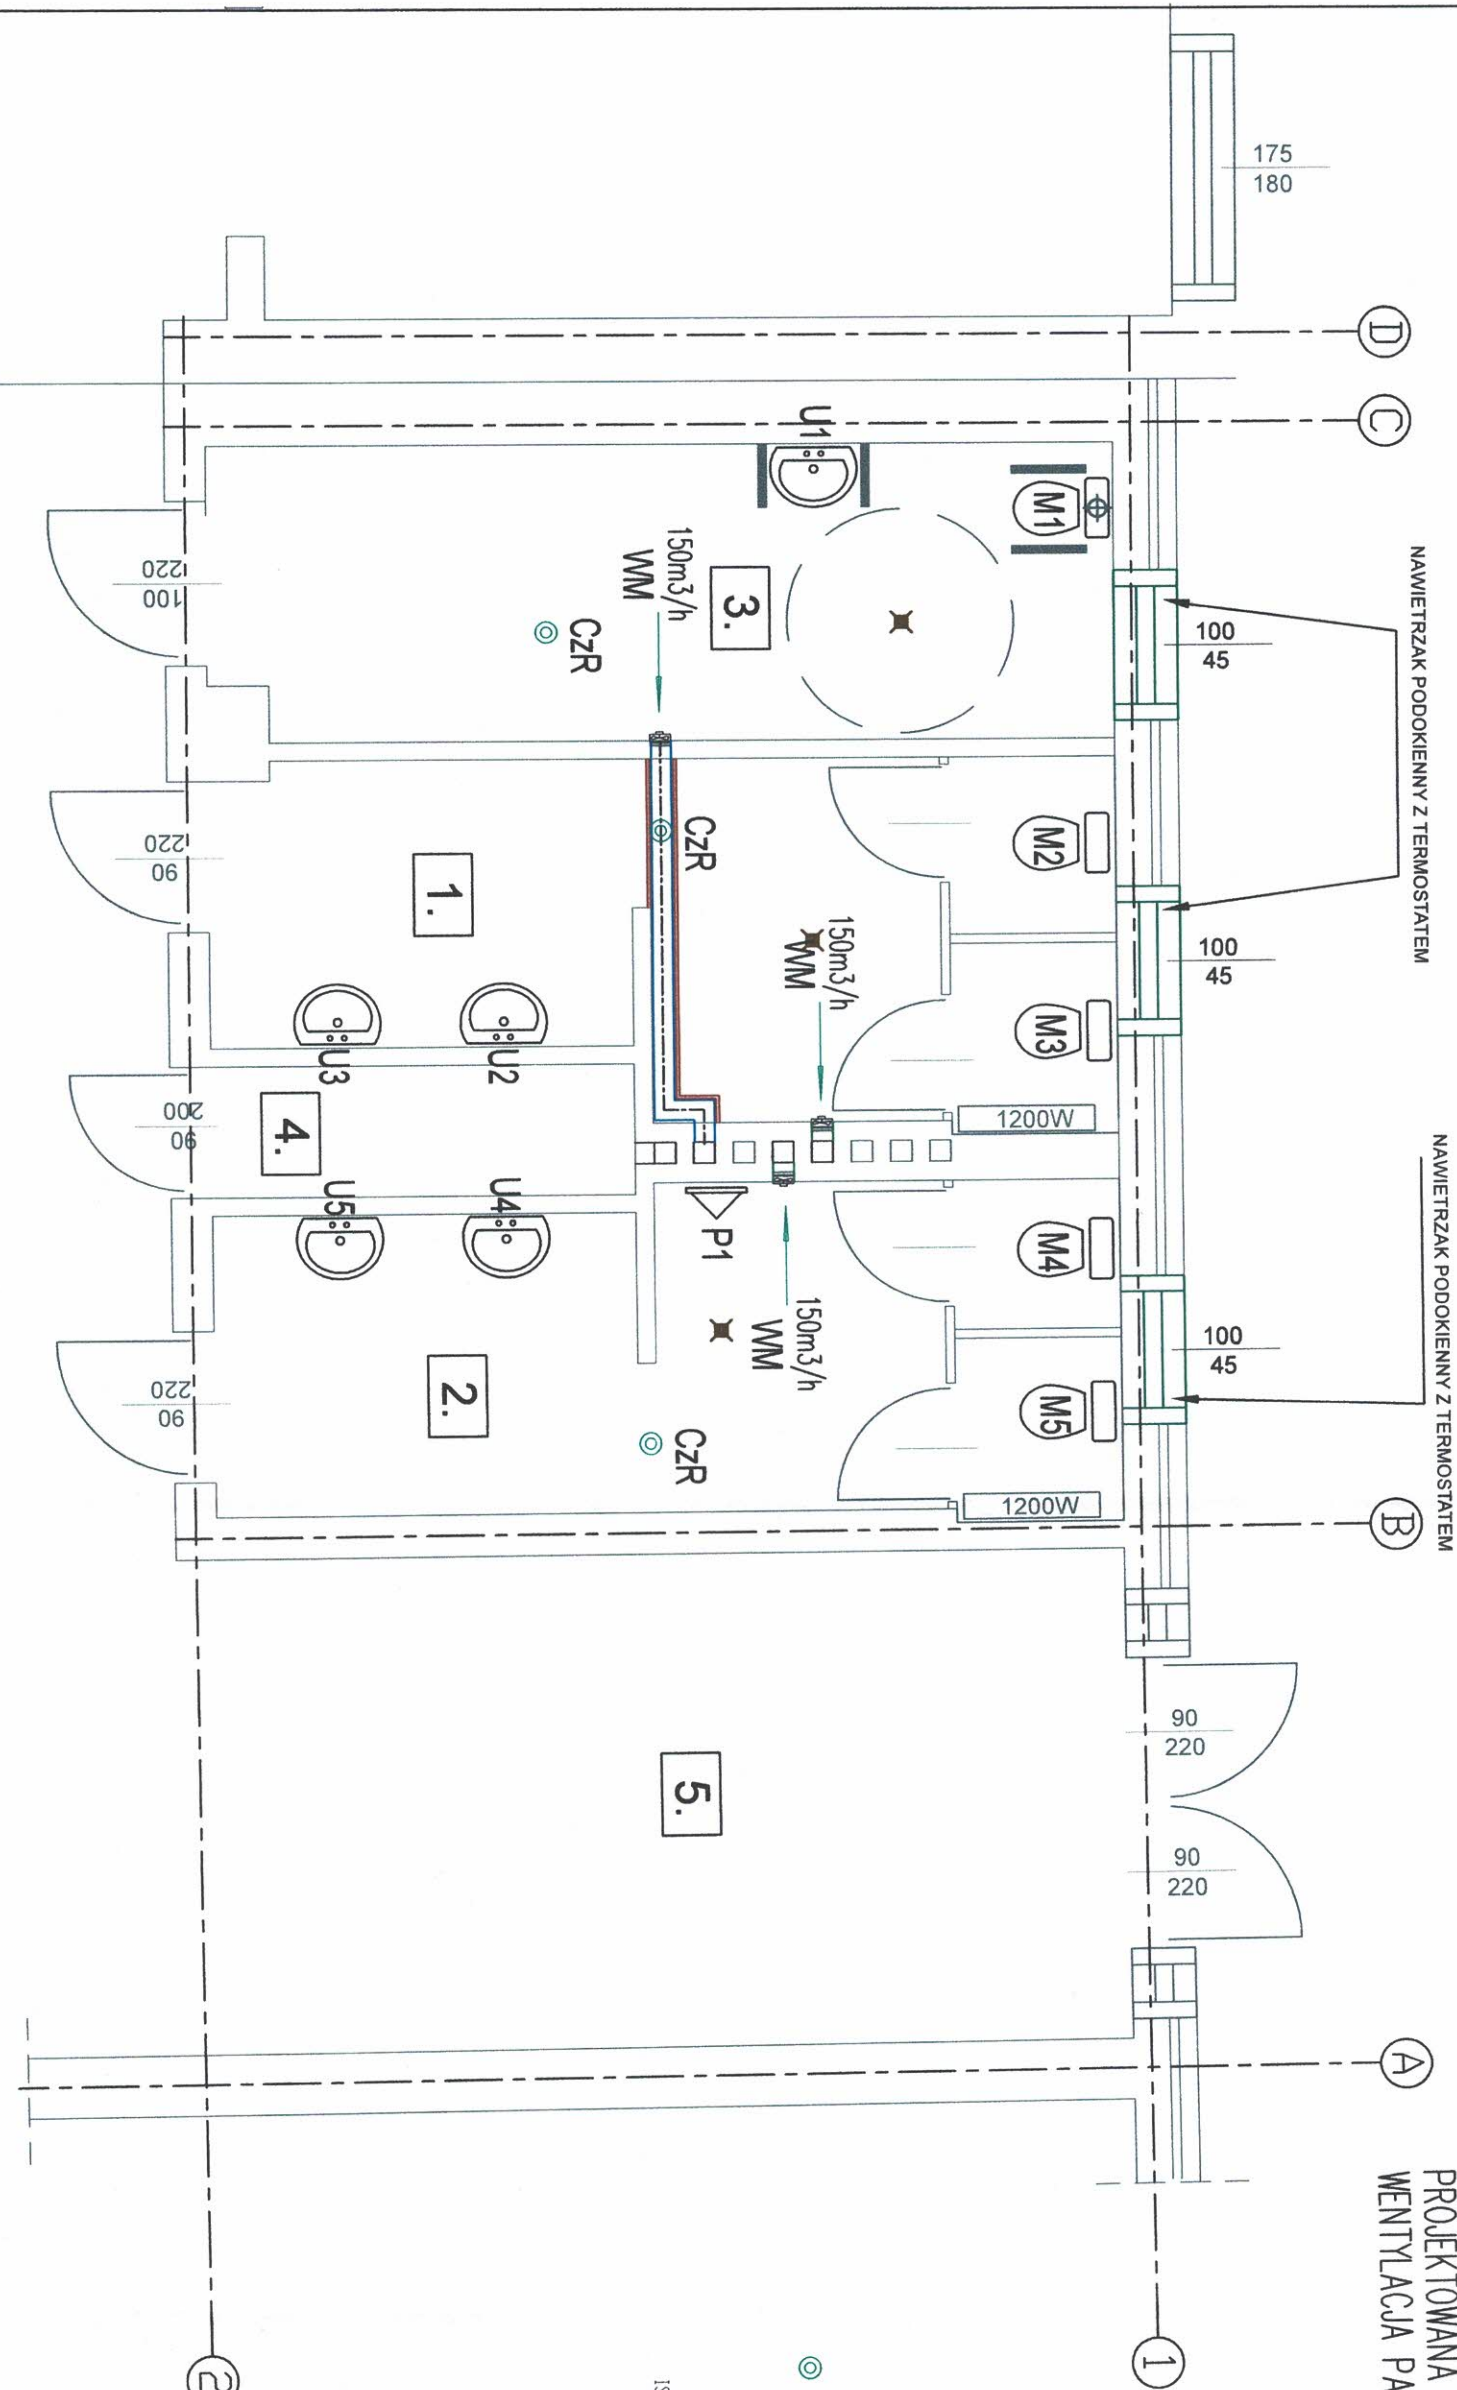 175
180
D
C
U1
M1
NAWIETRZAK PODOKIENNY Z TERMOSTATEM
100
45
150m3/h
WM
3.
CzR
220
100
M2
CzR
220
90
1.
150m3/h
WM
M3
100
45
U3
U2
1200W
200
90
4.
U5
U4
P1
M4
NAWIETRZAK PODOKIENNY Z TERMOSTATEM
100
45
150m3/h
WM
220
90
2.
CzR
M5
1200W
B
90
220
5.
90
220
A
PROJEKTOWANA
WENTYLACJA PA
1
2